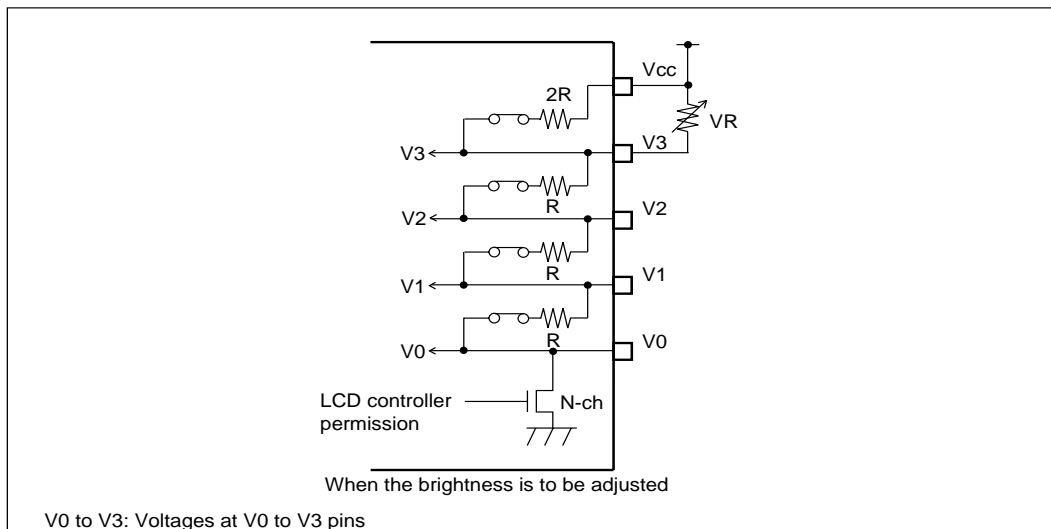 Vcc
2R
VR
V3
V3
R
V2
V2
R
V1
V1
R
V0
V0
LCD controller
permission
N-ch
When the brightness is to be adjusted
V0 to V3: Voltages at V0 to V3 pins